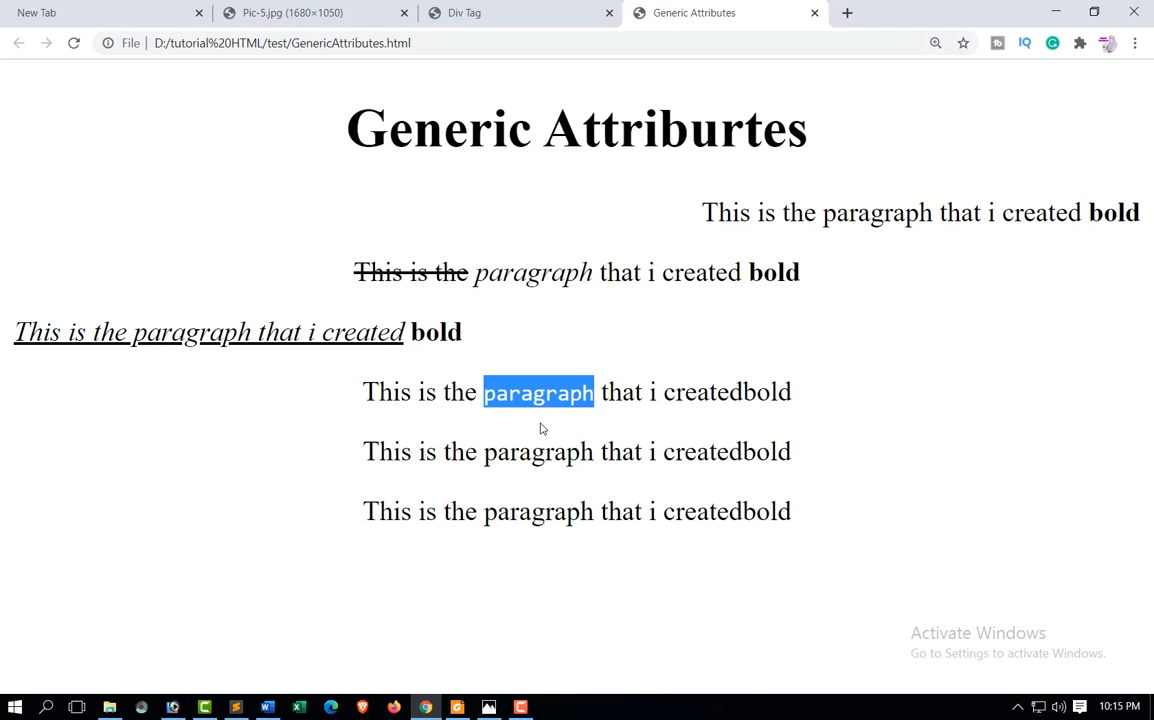 New Tab
Pic-5.jpg (1680×1050)
Div Tag
Generic Attributes
File | D:/tutorial%20HTML/test/GenericAttributes.html
IQ
Generic Attriburtes
This is the paragraph that i created bold
This is the paragraph that i created bold
This is the paragraph that i created bold
This is the paragraph that i createdbold
This is the paragraph that i createdbold
This is the paragraph that i createdbold
Activate Windows
Go to Settings to activate Windows.
10:15 PM